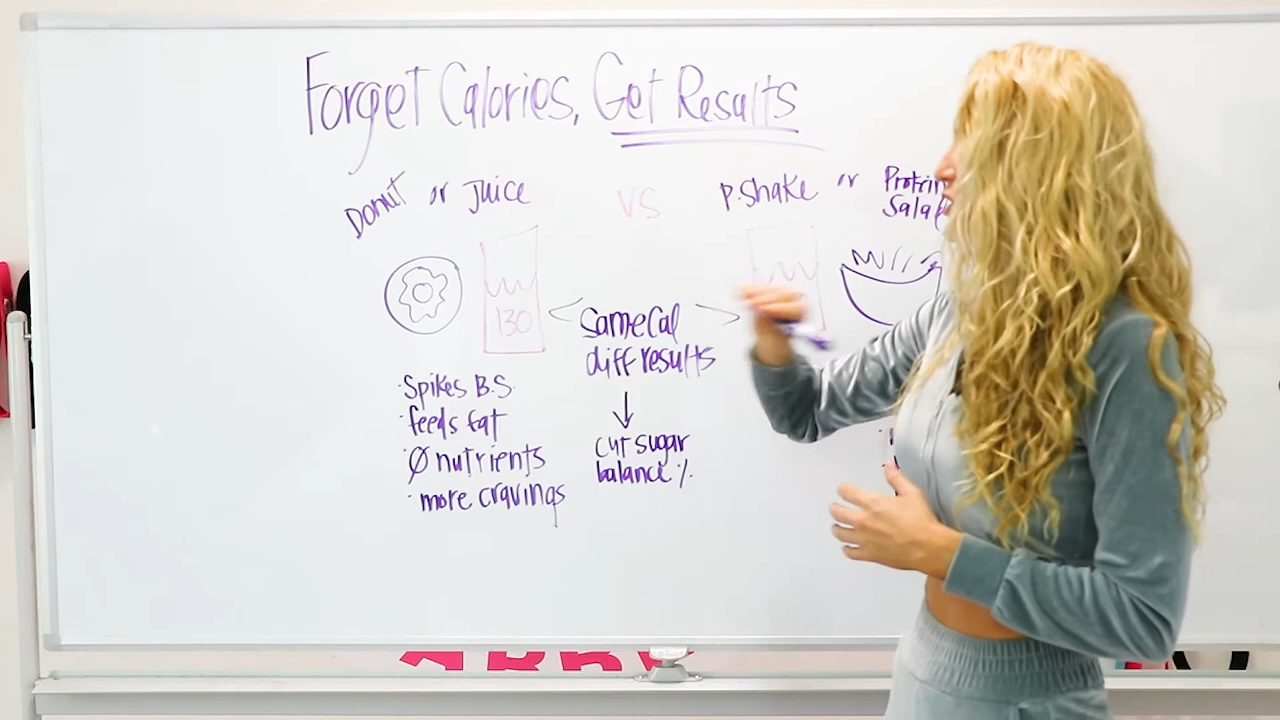 Forget Calories, Get Results
Donut or Juice VS P.Shake or Protein
Sala
130
Same Cal
diff results
cut sugar
balance %
· Spikes B.S.
· feeds fat
· Ø nutrients
· more cravings